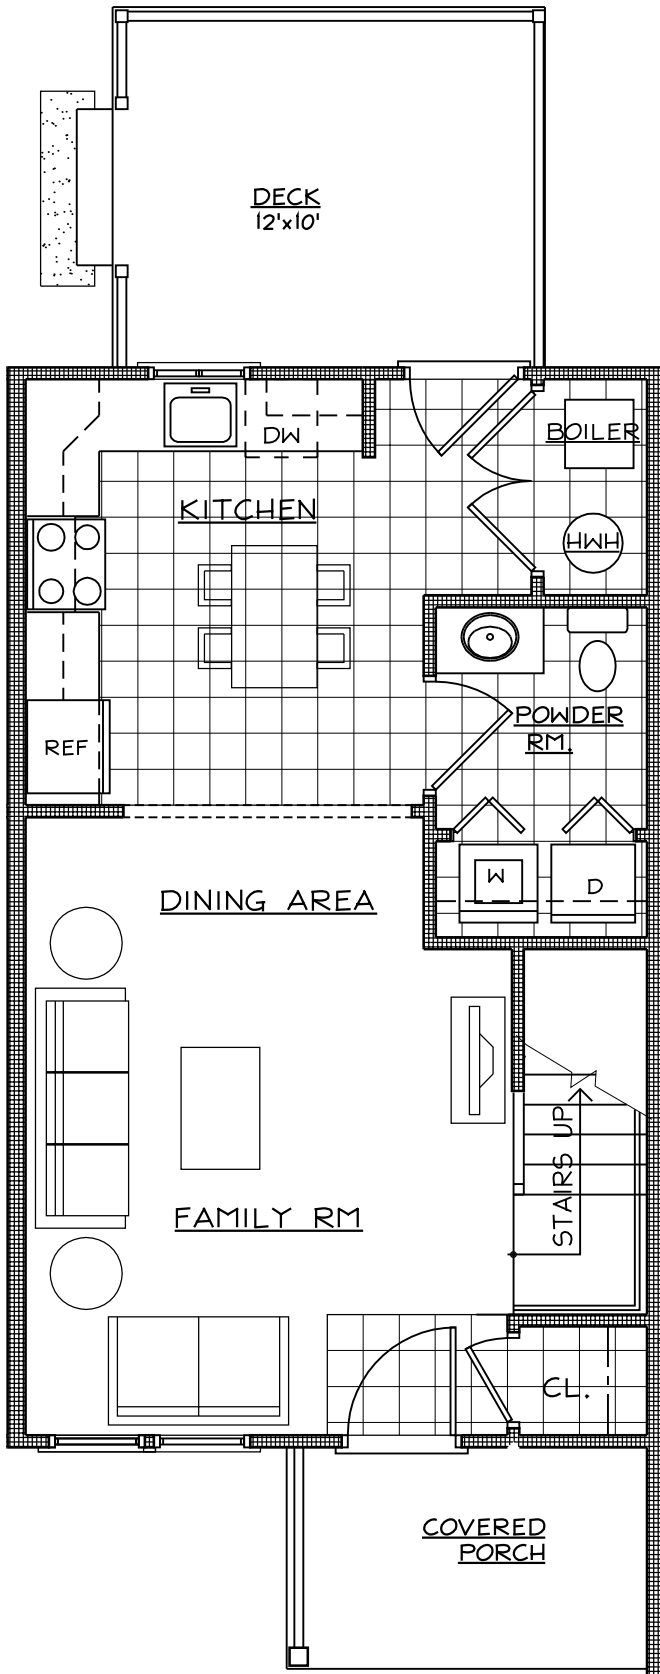 DECK
12'x10'
BOILER
DW
KITCHEN
HWH
POWDER
RM.
REF
W
D
DINING AREA
STAIRS UP
FAMILY RM
CL.
COVERED
PORCH